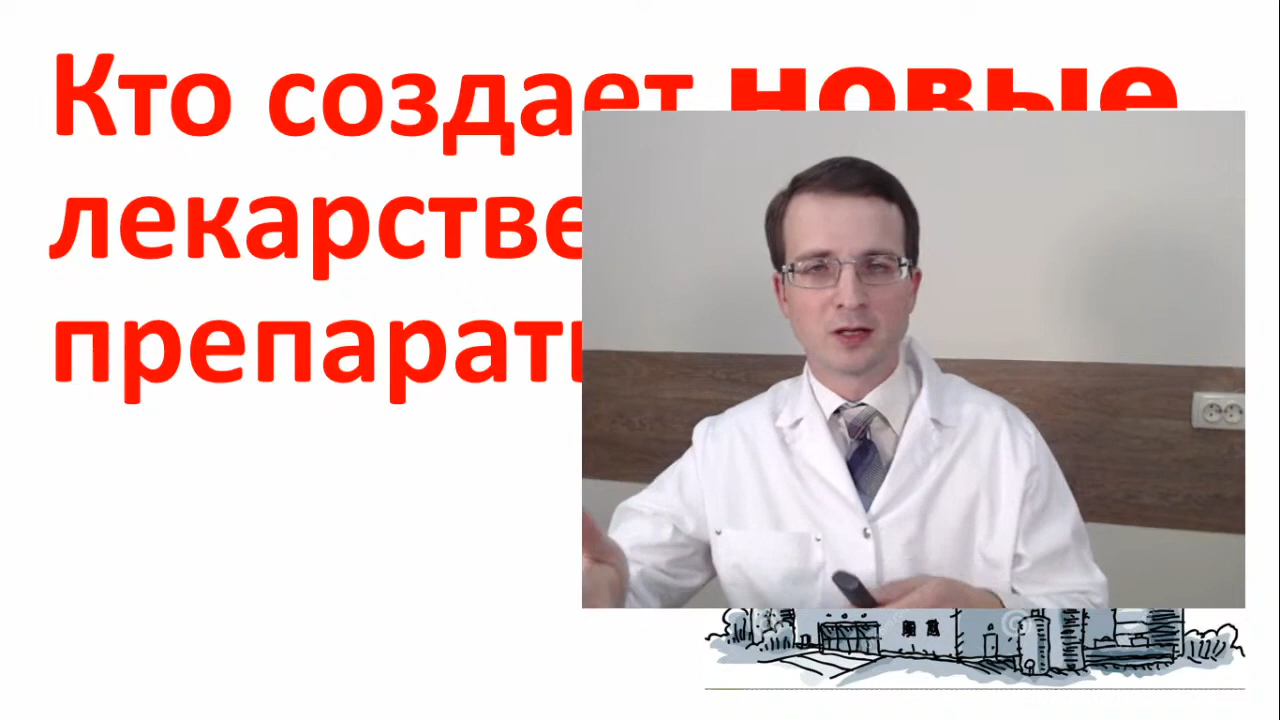 Кто создает новые
лекарстве
препарат